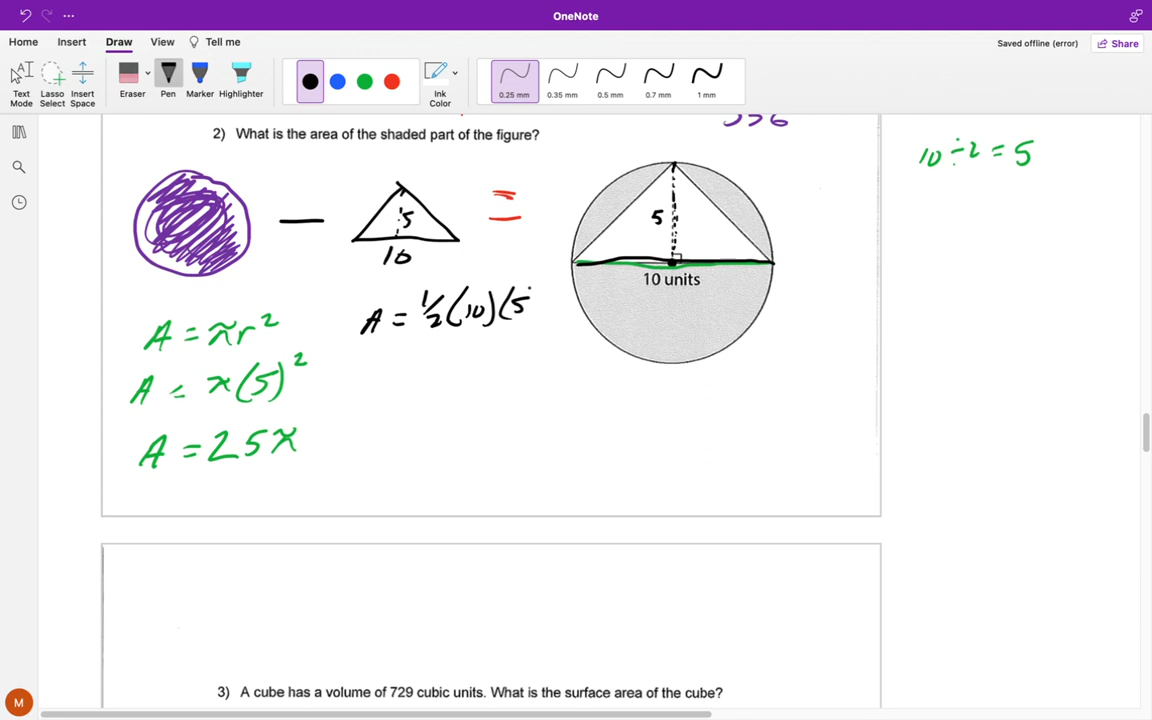 OneNote
Home Insert Draw View Tell me
Saved offline (error) Share
Text Mode
Lasso Select
Insert Space
Eraser
Pen
Marker
Highlighter
Ink Color
0.25 mm
0.35 mm
0.5 mm
0.7 mm
1 mm
336
2) What is the area of the shaded part of the figure?
10 ÷ 2 = 5
— 5 =
10
5
10 units
A = πr²
A = π(5)²
A = 25π
A = ½(10)(5
3) A cube has a volume of 729 cubic units. What is the surface area of the cube?
M